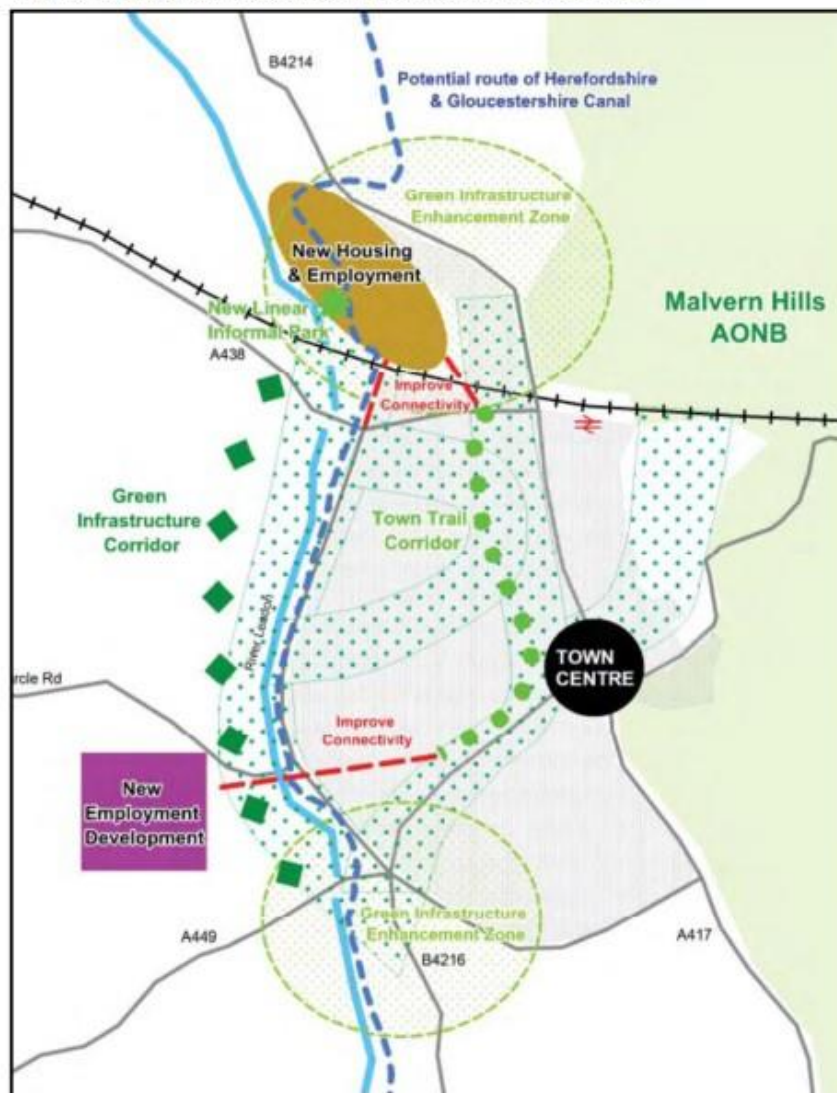 B4214
Potential route of Herefordshire
& Gloucestershire Canal
Green Infrastructure
Enhancement Zone
New Housing
& Employment
Malvern Hills
AONB
New Linear
Informal Park
A438
Improve
Connectivity
Green
Infrastructure
Corridor
Town Trail
Corridor
River Leadon
TOWN
CENTRE
rcle Rd
Improve
Connectivity
New
Employment
Development
Green Infrastructure
Enhancement Zone
A449
B4216
A417